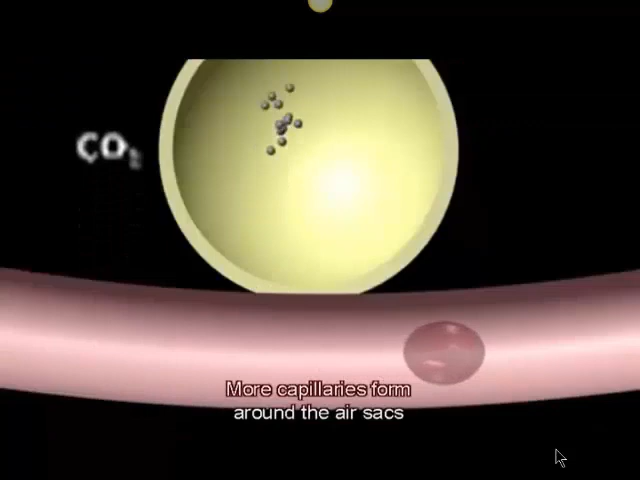 CO₂
More capillaries form
around the air sacs